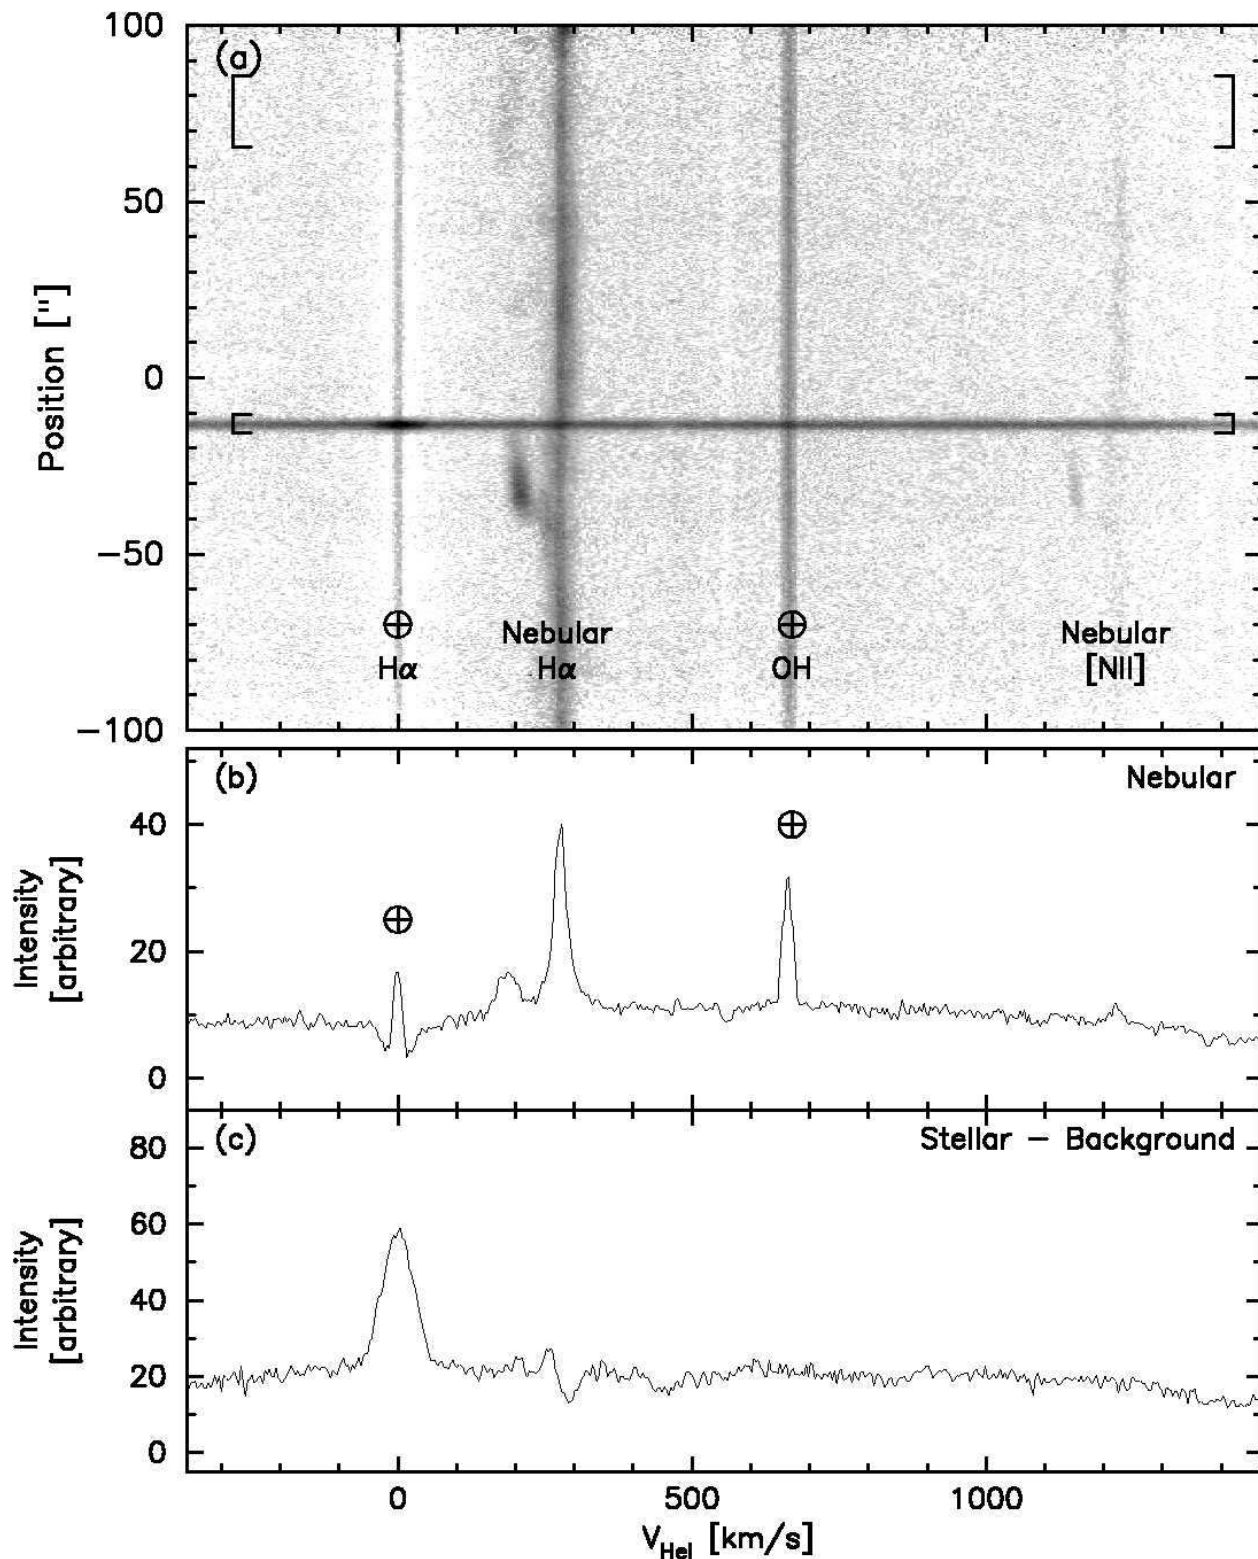 (a)
100
50
0
−50
−100
Position ["]
⊕ Hα
Nebular Hα
⊕ OH
Nebular [NII]
(b)
Nebular
⊕
⊕
40
20
0
Intensity
[arbitrary]
(c)
Stellar − Background
80
60
40
20
0
Intensity
[arbitrary]
0 500 1000
V_Hel [km/s]